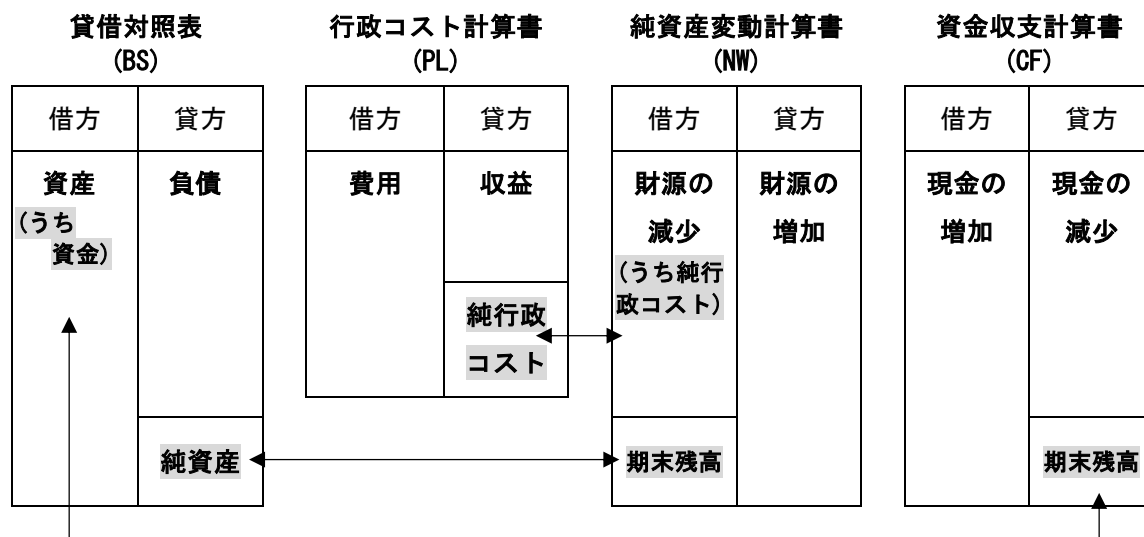 貸借対照表
(BS)
行政コスト計算書
(PL)
純資産変動計算書
(NW)
資金収支計算書
(CF)
借方
貸方
資産
(うち
資金)
負債
純資産
借方
貸方
費用
収益
純行政
コスト
借方
貸方
財源の
減少
(うち純行
政コスト)
期末残高
財源の
増加
借方
貸方
現金の
増加
現金の
減少
期末残高